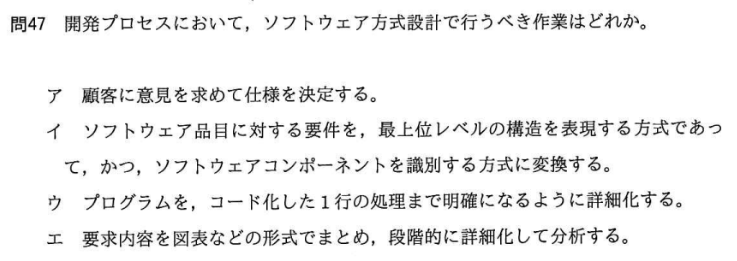 問47 開発プロセスにおいて，ソフトウェア方式設計で行うべき作業はどれか。
ア 顧客に意見を求めて仕様を決定する。
イ ソフトウェア品目に対する要件を，最上位レベルの構造を表現する方式であっ
て，かつ，ソフトウェアコンポーネントを識別する方式に変換する。
ウ プログラムを，コード化した1行の処理まで明確になるように詳細化する。
エ 要求内容を図表などの形式でまとめ，段階的に詳細化して分析する。